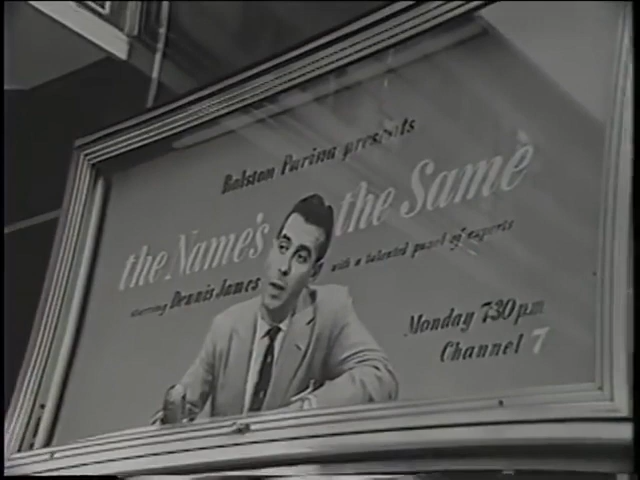 Ralston Purina presents
the Name's the Same
starring Dennis James with a talented panel of experts
Monday 7:30 p.m.
Channel 7